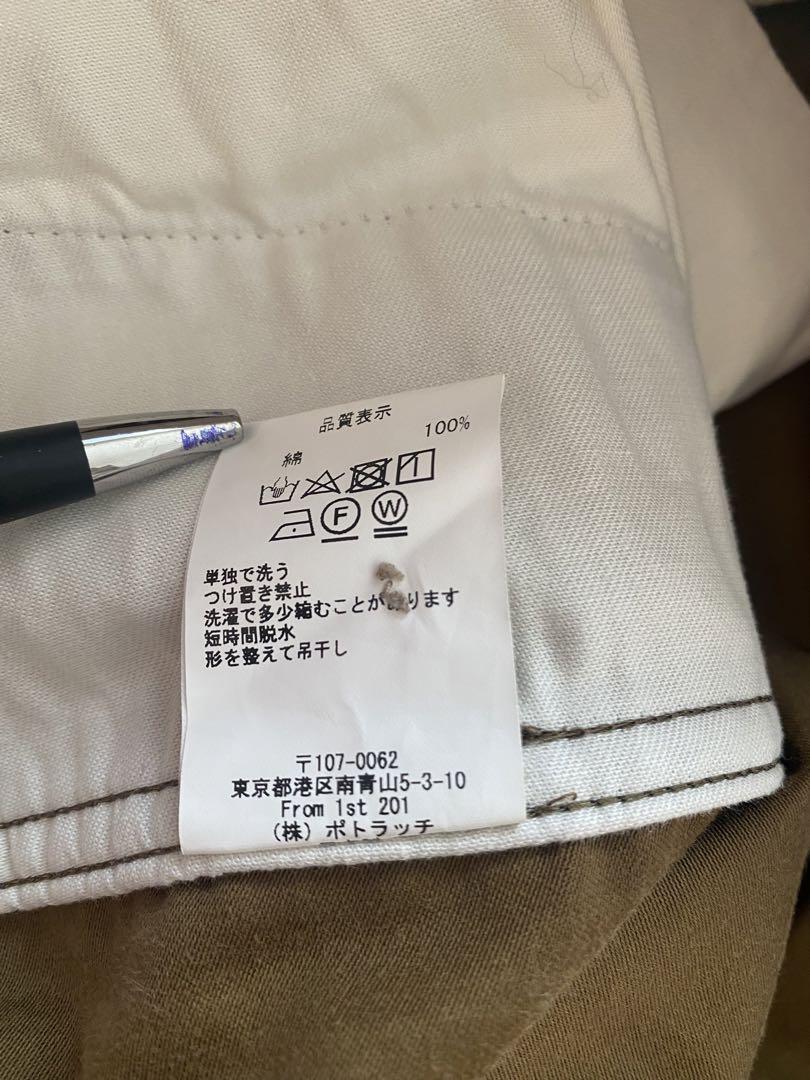 品質表示
綿 100%
F W
単独で洗う
つけ置き禁止
洗濯で多少縮むことがあります
短時間脱水
形を整えて吊干し
〒107-0062
東京都港区南青山5-3-10
From 1st 201
(株) ポトラッチ